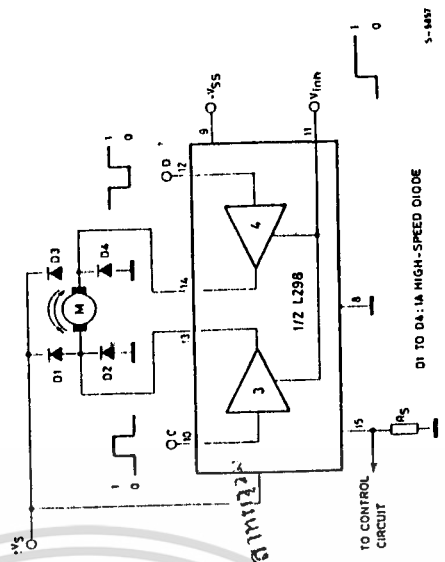 +VS
1
0
D1
D2
M
D3
D4
1
0
C
10
13
14
D
12
3
4
1/2 L298
9
-VSS
11
Vinh
1
0
8
15
TO CONTROL
CIRCUIT
RS
D1 TO D4:1A HIGH-SPEED DIODE
S-5857